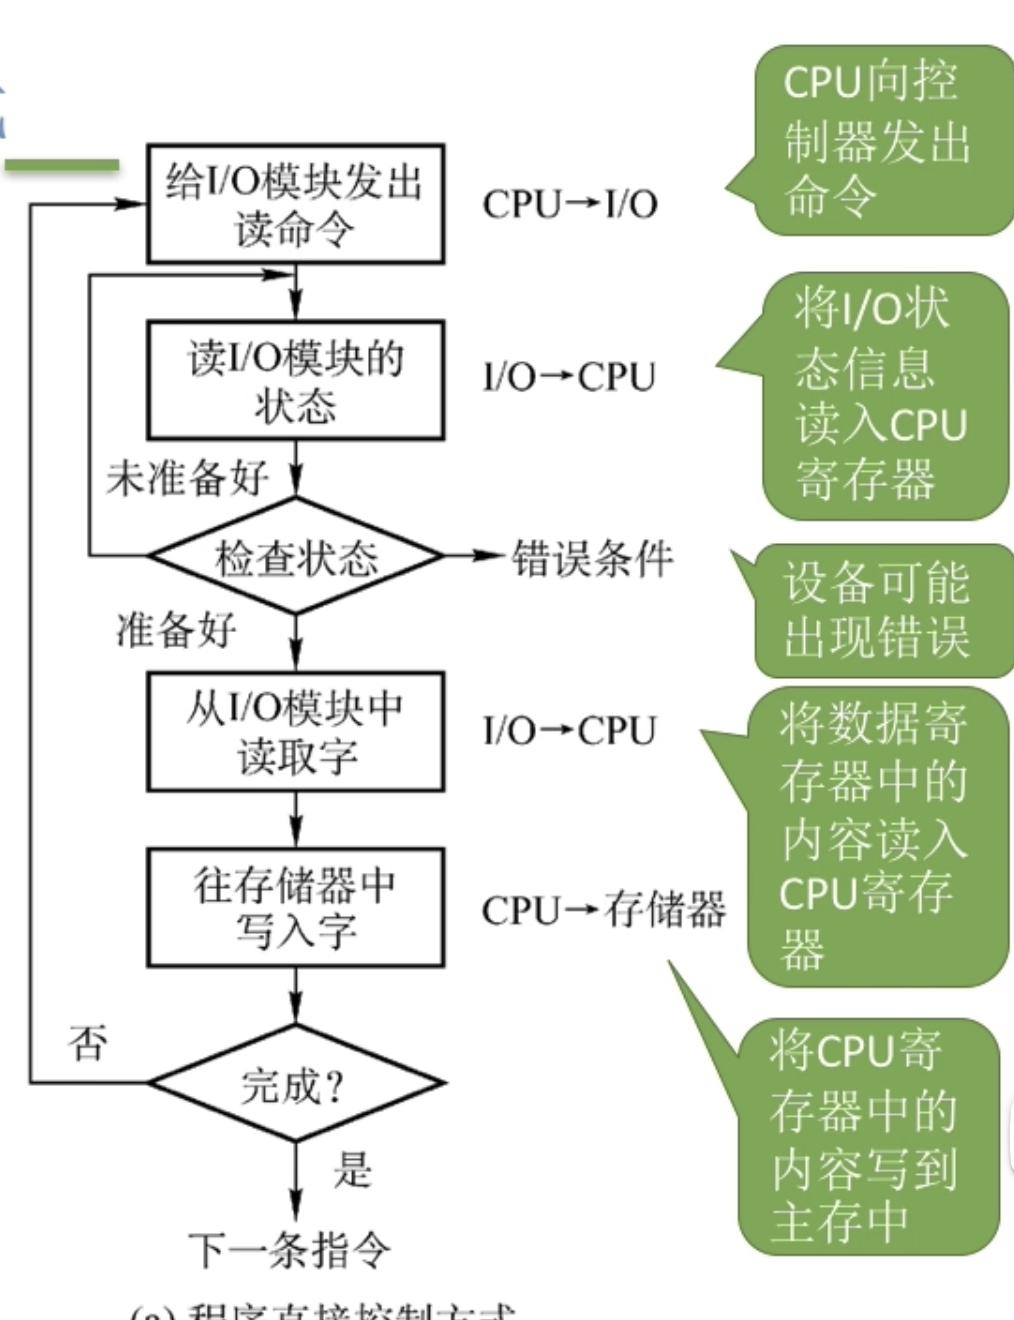 给I/O模块发出
读命令
CPU→I/O
CPU向控
制器发出
命令
读I/O模块的
状态
I/O→CPU
将I/O状
态信息
读入CPU
寄存器
未准备好
检查状态
错误条件
设备可能
出现错误
准备好
从I/O模块中
读取字
I/O→CPU
将数据寄
存器中的
内容读入
CPU寄存
器
往存储器中
写入字
CPU→存储器
将CPU寄
存器中的
内容写到
主存中
否
完成?
是
下一条指令
(a) 程序直接控制方式